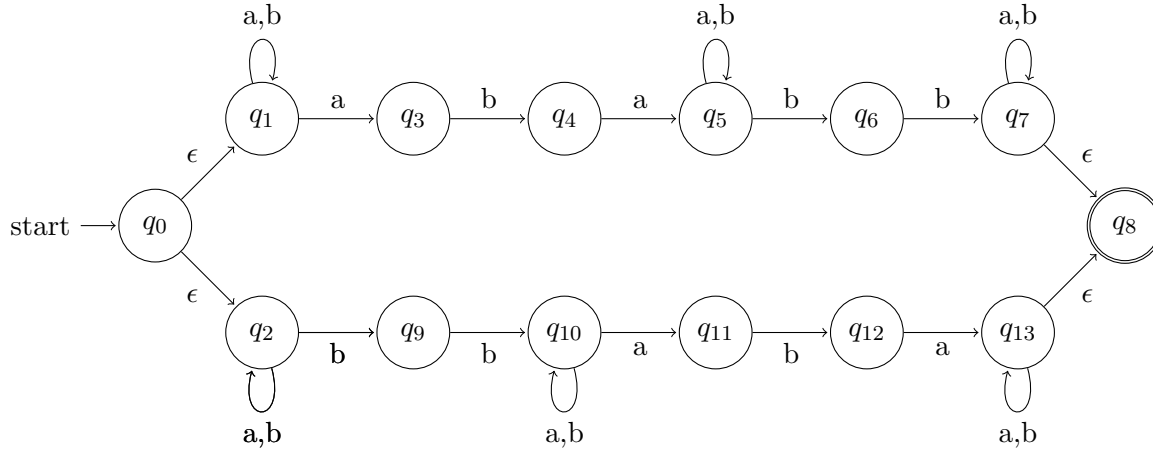 a,b a,b a,b
q1 a q3 b q4 a q5 b q6 b q7
ϵ ϵ
start q0 q8
ϵ ϵ
q2 b q9 b q10 a q11 b q12 a q13
a,b a,b a,b